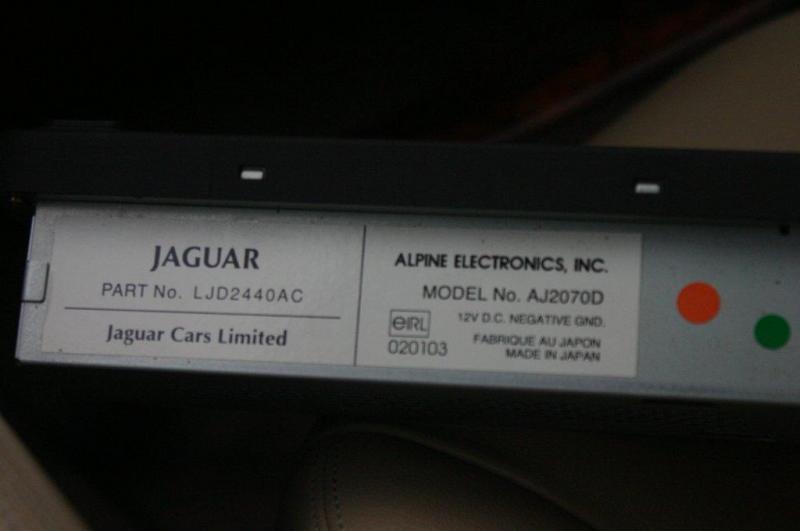 JAGUAR
PART No. LJD2440AC
Jaguar Cars Limited
ALPINE ELECTRONICS, INC.
MODEL No. AJ2070D
12V D.C. NEGATIVE GND.
eIRL
020103
FABRIQUE AU JAPON
MADE IN JAPAN